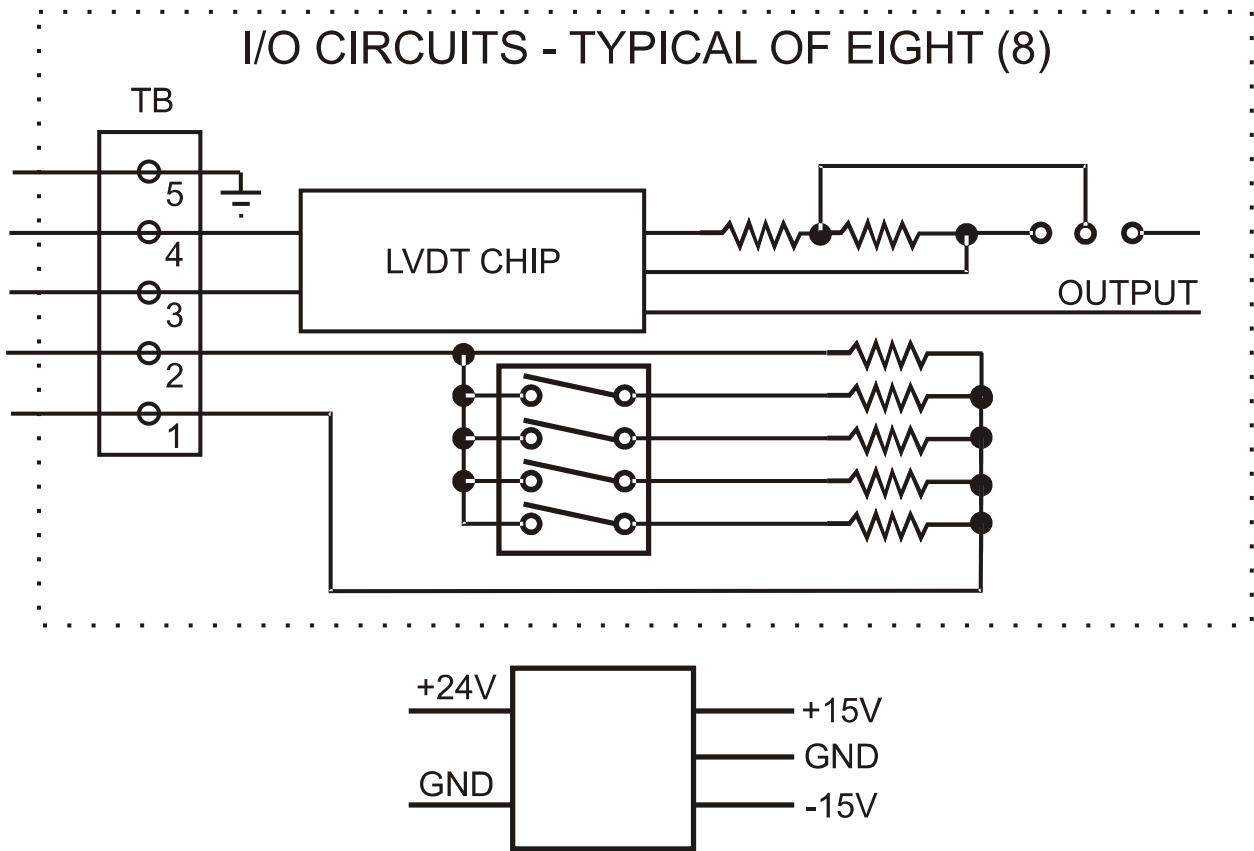 I/O CIRCUITS - TYPICAL OF EIGHT (8)
TB
5
4
3
2
1
LVDT CHIP
OUTPUT
+24V
GND
+15V
GND
-15V